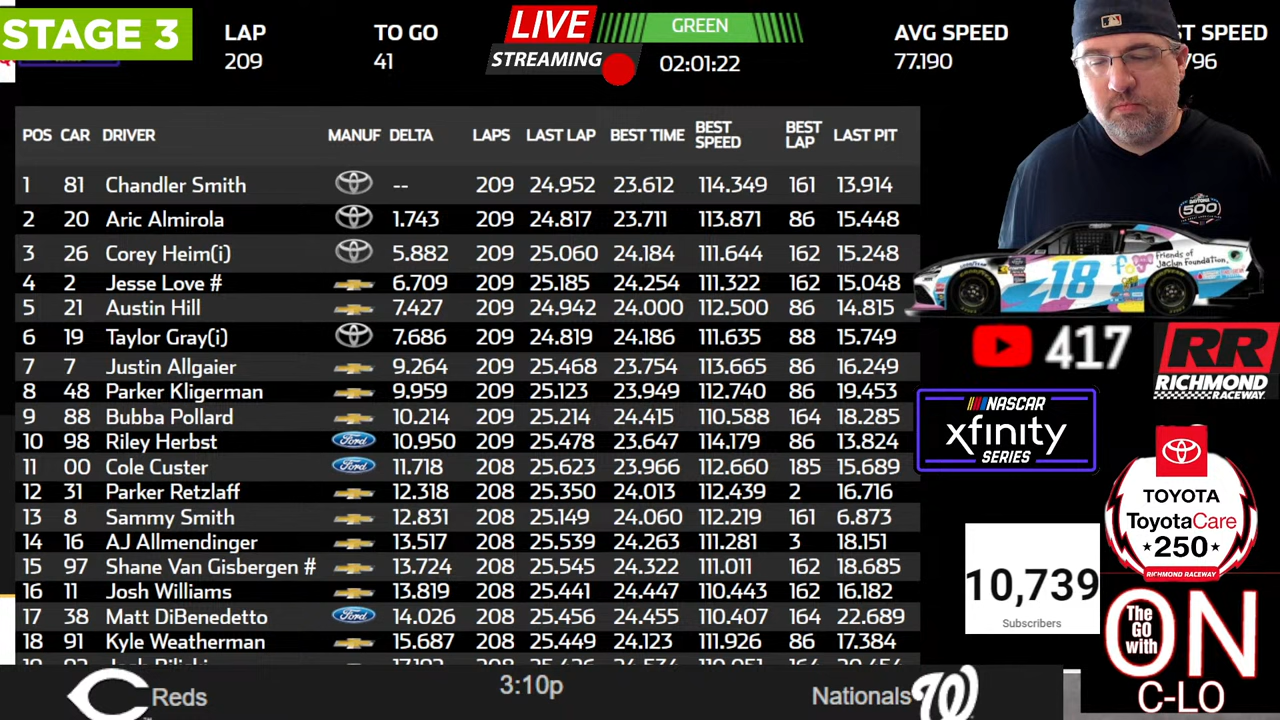 STAGE 3
LAP
209
TO GO
41
LIVE
STREAMING
GREEN
02:01:22
AVG SPEED
77.190
ST SPEED
796
POS CAR DRIVER MANUF DELTA LAPS LAST LAP BEST TIME BEST SPEED BEST LAP LAST PIT
1 81 Chandler Smith -- 209 24.952 23.612 114.349 161 13.914
2 20 Aric Almirola 1.743 209 24.817 23.711 113.871 86 15.448
3 26 Corey Heim(i) 5.882 209 25.060 24.184 111.644 162 15.248
4 2 Jesse Love # 6.709 209 25.185 24.254 111.322 162 15.048
5 21 Austin Hill 7.427 209 24.942 24.000 112.500 86 14.815
6 19 Taylor Gray(i) 7.686 209 24.819 24.186 111.635 88 15.749
7 7 Justin Allgaier 9.264 209 25.468 23.754 113.665 86 16.249
8 48 Parker Kligerman 9.959 209 25.123 23.949 112.740 86 19.453
9 88 Bubba Pollard 10.214 209 25.214 24.415 110.588 164 18.285
10 98 Riley Herbst Ford 10.950 209 25.478 23.647 114.179 86 13.824
11 00 Cole Custer Ford 11.718 208 25.623 23.966 112.660 185 15.689
12 31 Parker Retzlaff 12.318 208 25.350 24.013 112.439 2 16.716
13 8 Sammy Smith 12.831 208 25.149 24.060 112.219 161 6.873
14 16 AJ Allmendinger 13.517 208 25.539 24.263 111.281 3 18.151
15 97 Shane Van Gisbergen # 13.724 208 25.545 24.322 111.011 162 18.685
16 11 Josh Williams 13.819 208 25.441 24.447 110.443 162 16.182
17 38 Matt DiBenedetto Ford 14.026 208 25.456 24.455 110.407 164 22.689
18 91 Kyle Weatherman 15.687 208 25.449 24.123 111.926 86 17.384
DAYTONA
500
18
Friends of
Jaclyn Foundation
417
RR
RICHMOND
RACEWAY
NASCAR
xfinity
SERIES
TOYOTA
ToyotaCare
250
RICHMOND RACEWAY
10,739
Subscribers
The GO with
ON
C-LO
C Reds
3:10p
Nationals W